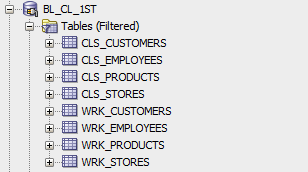 BL_CL_1ST
Tables (Filtered)
CLS_CUSTOMERS
CLS_EMPLOYEES
CLS_PRODUCTS
CLS_STORES
WRK_CUSTOMERS
WRK_EMPLOYEES
WRK_PRODUCTS
WRK_STORES